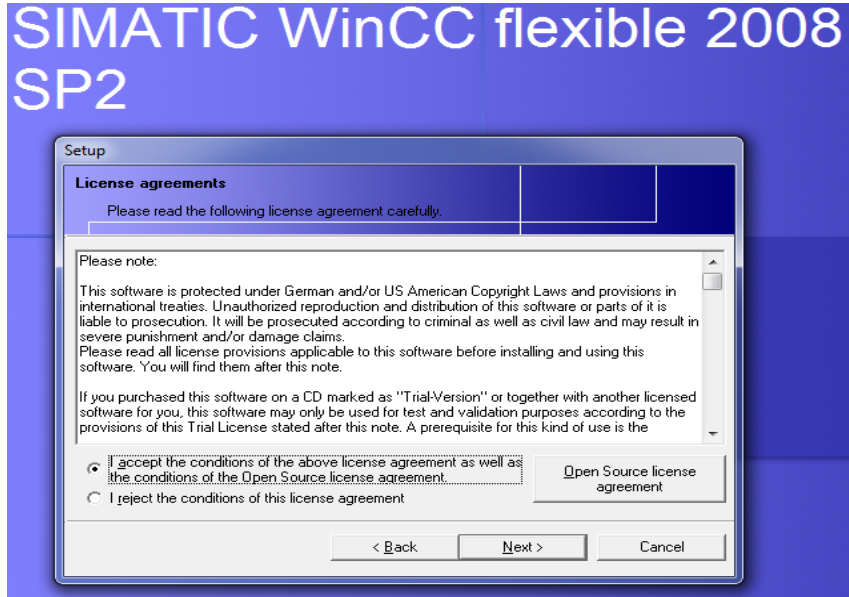 SIMATIC WinCC flexible 2008
SP2
Setup
License agreements
Please read the following license agreement carefully.
Please note:
This software is protected under German and/or US American Copyright Laws and provisions in
international treaties. Unauthorized reproduction and distribution of this software or parts of it is
liable to prosecution. It will be prosecuted according to criminal as well as civil law and may result in
severe punishment and/or damage claims.
Please read all license provisions applicable to this software before installing and using this
software. You will find them after this note.
If you purchased this software on a CD marked as "Trial-Version" or together with another licensed
software for you, this software may only be used for test and validation purposes according to the
provisions of this Trial License stated after this note. A prerequisite for this kind of use is the
I accept the conditions of the above license agreement as well as
the conditions of the Open Source license agreement.
Open Source license
agreement
I reject the conditions of this license agreement
< Back
Next >
Cancel